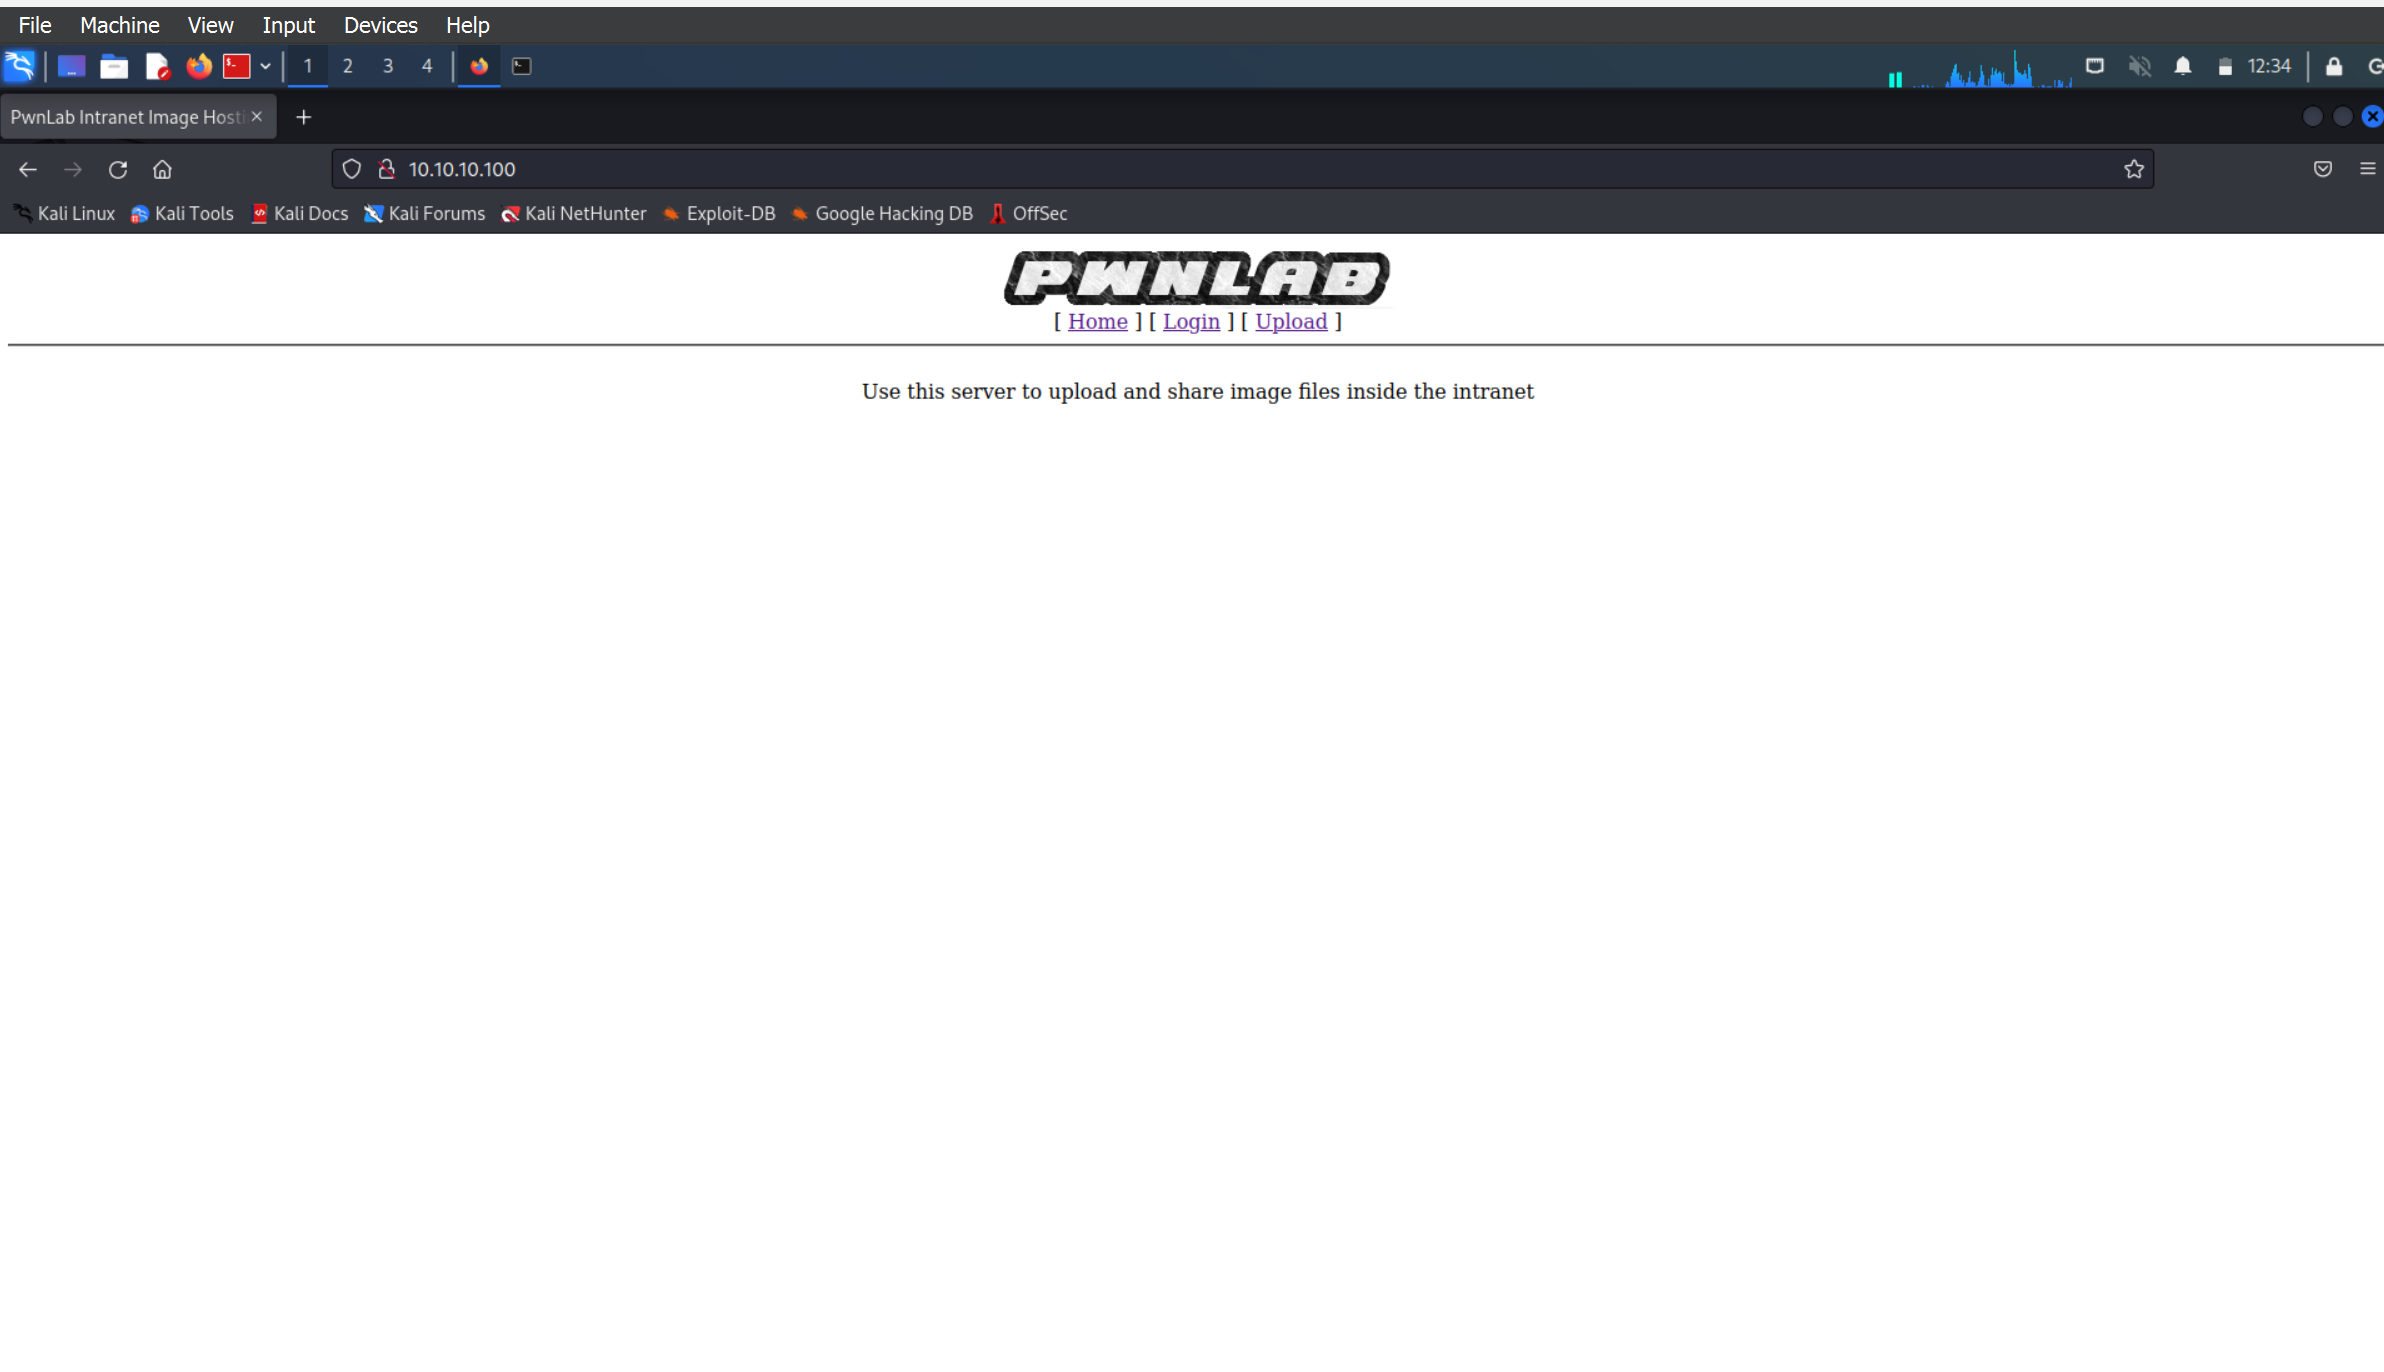 File Machine View Input Devices Help
1 2 3 4 12:34
PwnLab Intranet Image Hosti
10.10.10.100
Kali Linux Kali Tools Kali Docs Kali Forums Kali NetHunter Exploit-DB Google Hacking DB OffSec
PWNLAB
[ Home ] [ Login ] [ Upload ]
Use this server to upload and share image files inside the intranet